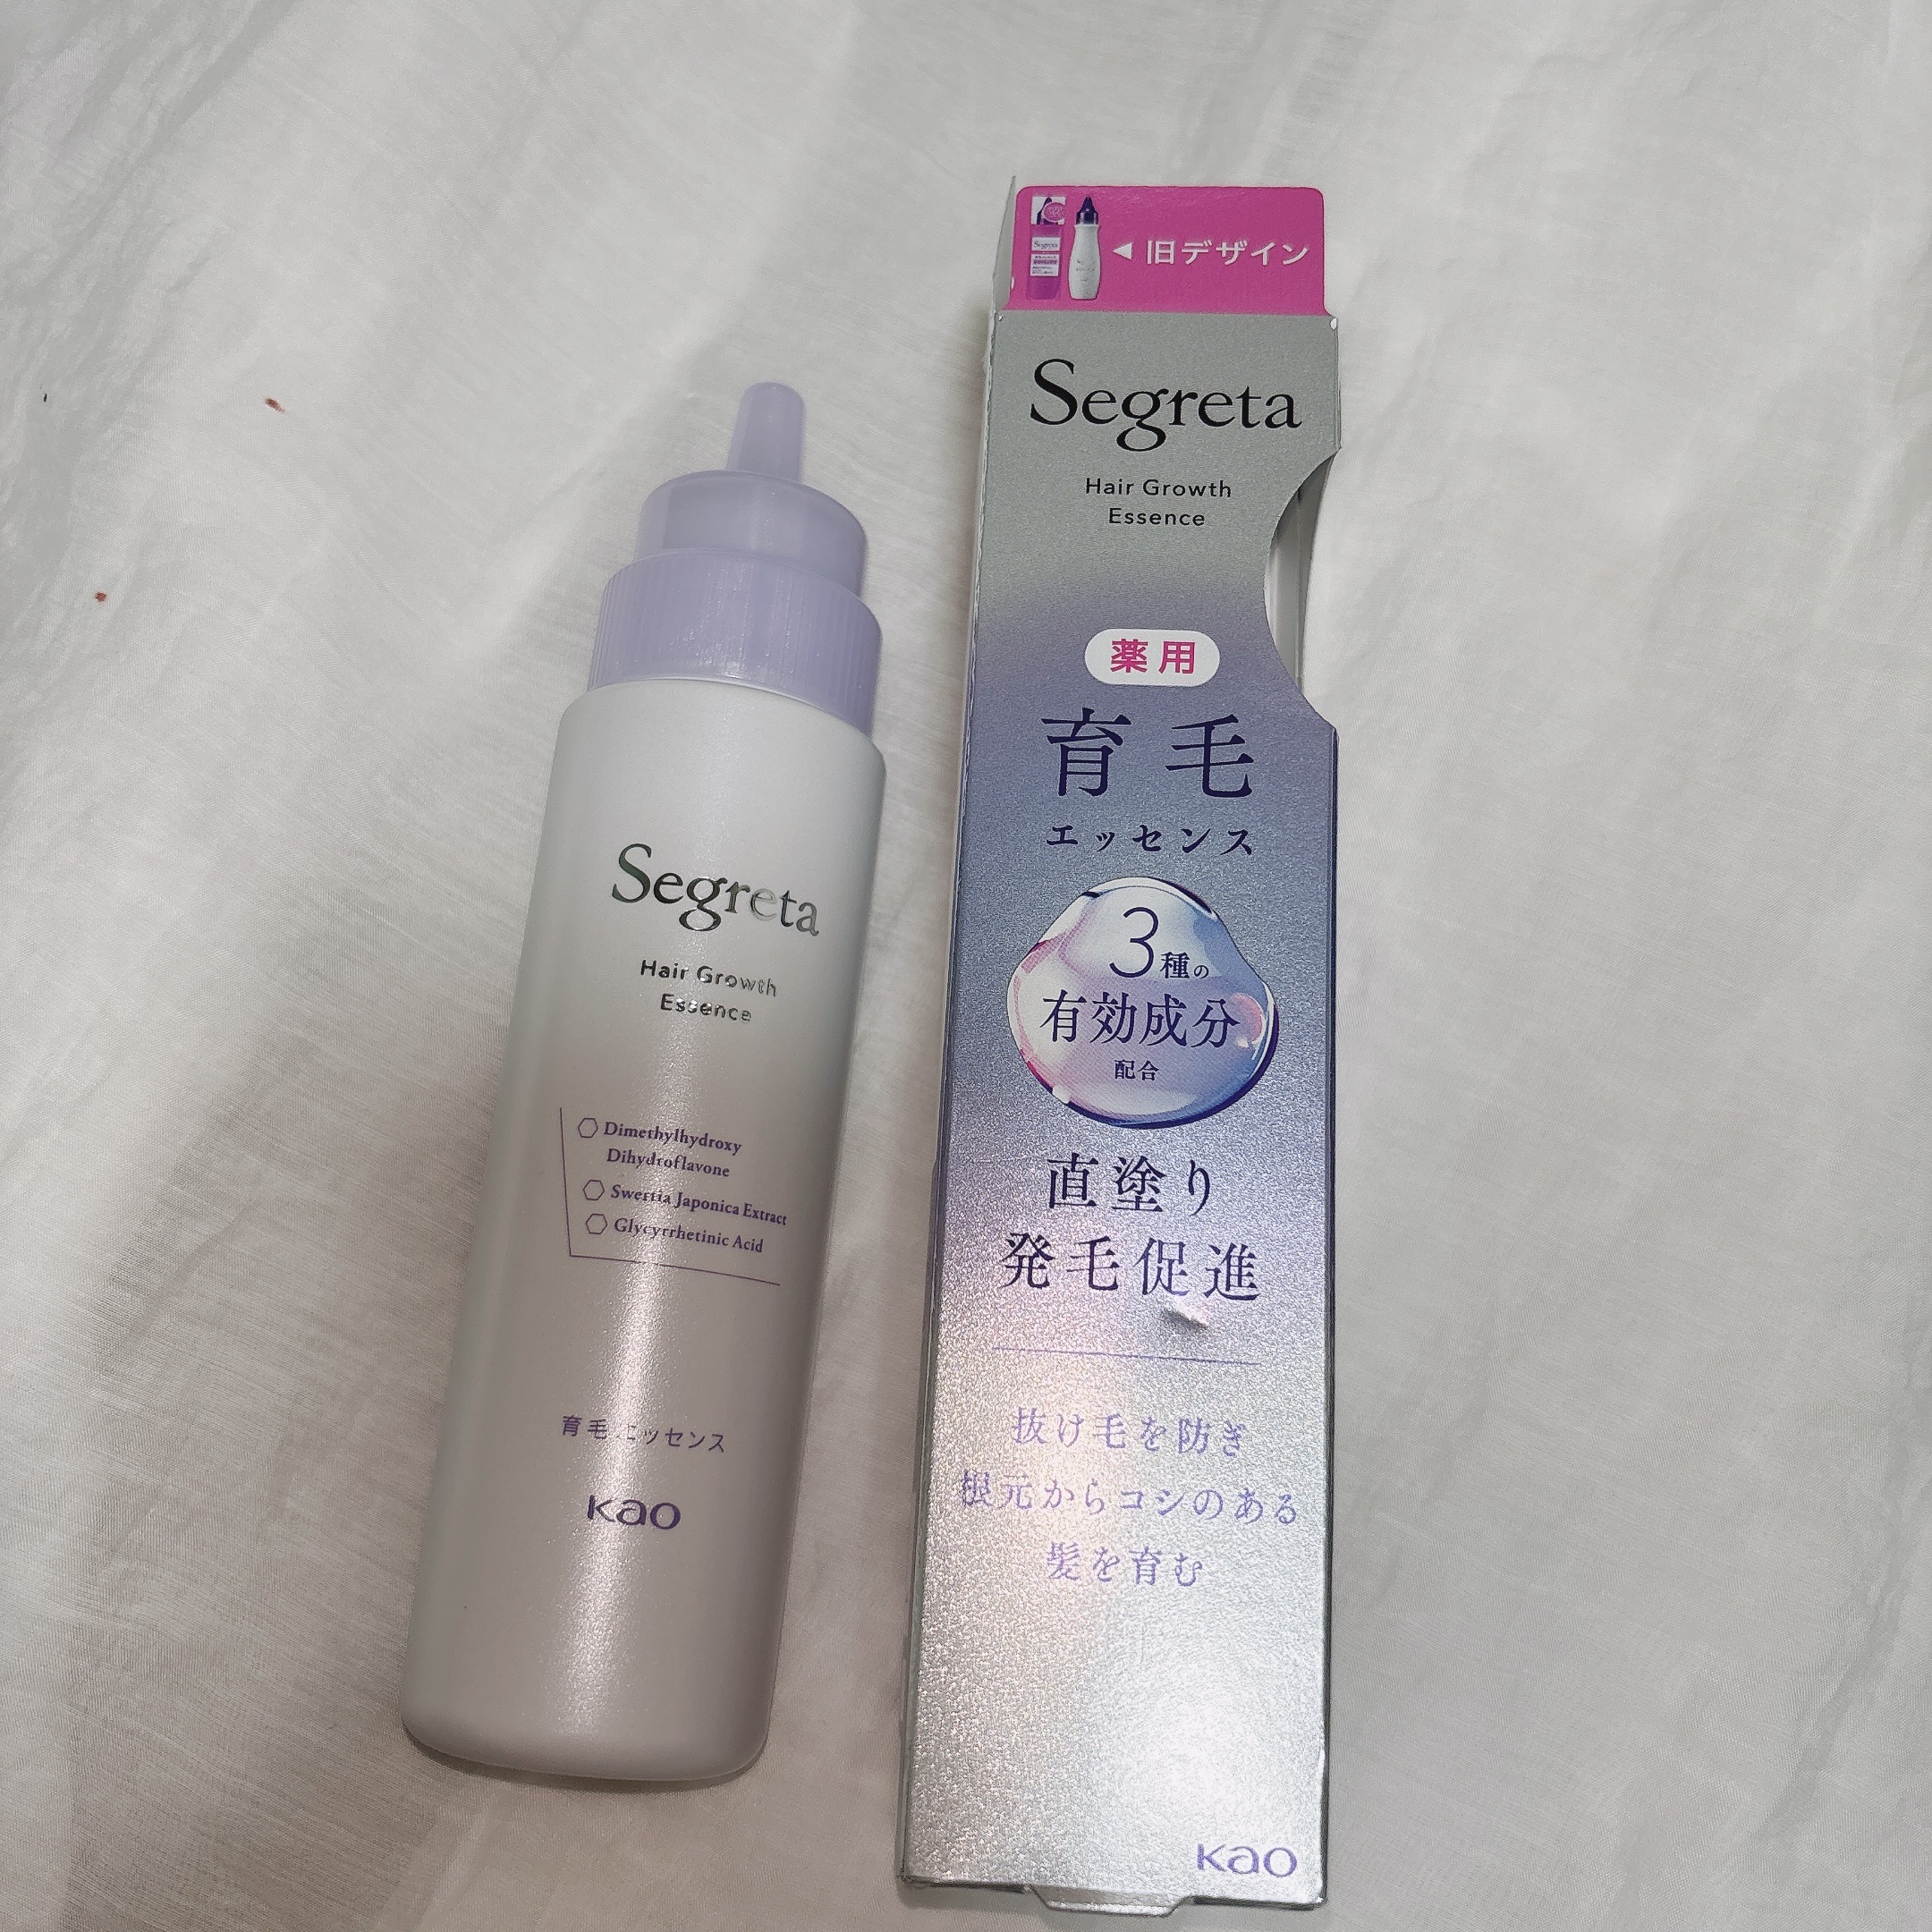 Segreta
Hair Growth
Essence
Dimethylhydroxy
Dihydroflavone
Swertia Japonica Extract
Glycyrrhetinic Acid
育毛エッセンス
kao
◀旧デザイン
Segreta
Segreta
Hair Growth
Essence
薬用
育毛
エッセンス
3種の
有効成分
配合
直塗り
発毛促進
抜け毛を防ぎ
根元からコシのある
髪を育む
kao